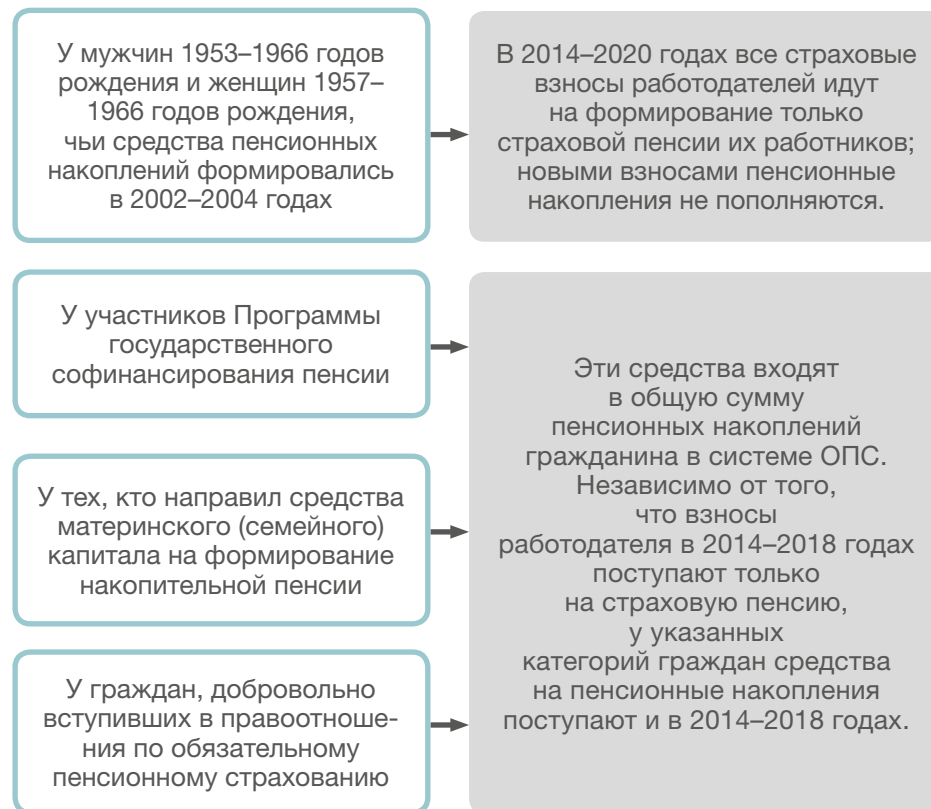 У мужчин 1953–1966 годов
рождения и женщин 1957–
1966 годов рождения,
чьи средства пенсионных
накоплений формировались
в 2002–2004 годах
В 2014–2020 годах все страховые
взносы работодателей идут
на формирование только
страховой пенсии их работников;
новыми взносами пенсионные
накопления не пополняются.
У участников Программы
государственного
софинансирования пенсии
У тех, кто направил средства
материнского (семейного)
капитала на формирование
накопительной пенсии
У граждан, добровольно
вступивших в правоотноше-
ния по обязательному
пенсионному страхованию
Эти средства входят
в общую сумму
пенсионных накоплений
гражданина в системе ОПС.
Независимо от того,
что взносы
работодателя в 2014–2018 годах
поступают только
на страховую пенсию,
у указанных
категорий граждан средства
на пенсионные накопления
поступают и в 2014–2018 годах.